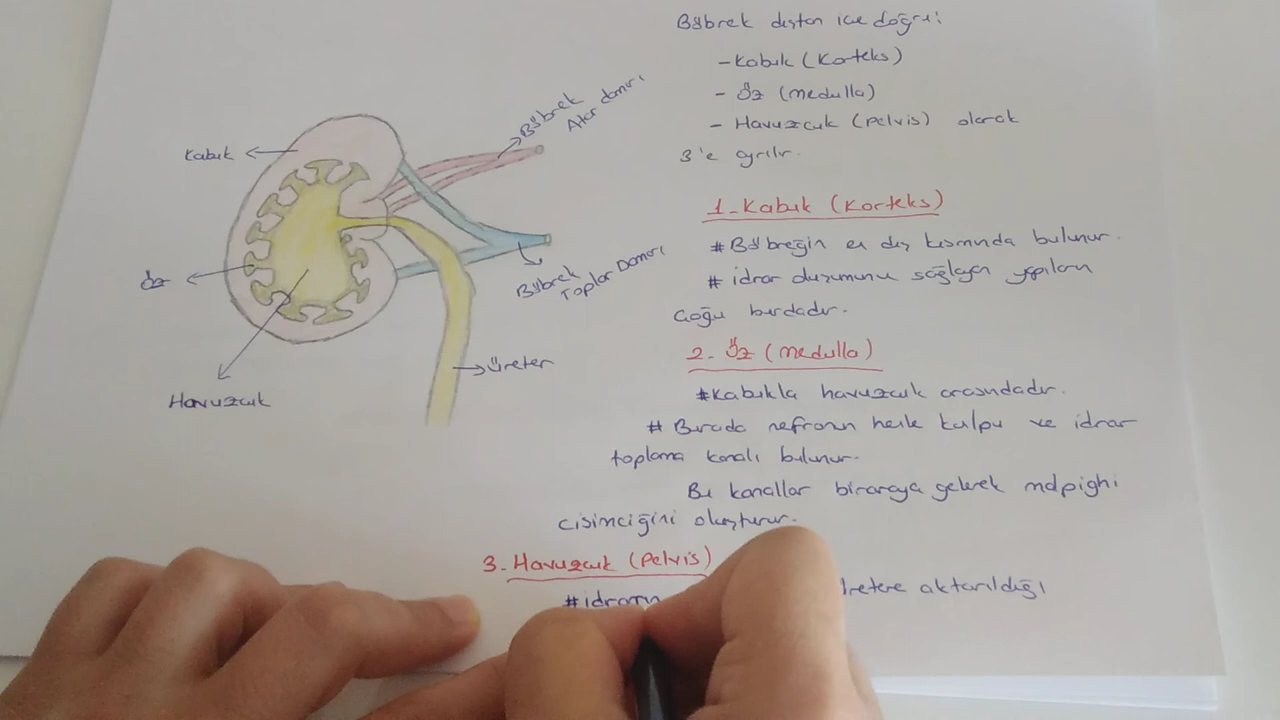 Kabuk
Öz
Havuzcuk
Böbrek
Atar damarı
Böbrek
Toplar Damarı
Üreter
Böbrek dıştan içe doğru:
-Kabuk (Korteks)
- Öz (medulla)
- Havuzcuk (pelvis) olarak
3'e ayrılır.
1-Kabuk (Korteks)
#Böbreğin en dış kısmında bulunur.
# idrar durumunu sağlayan yapıların
çoğu burdadır.
2- Öz (medulla)
#Kabukla havuzcuk arasındadır.
# Burada nefronun henle kulpu ve idrar
toplama kanalı bulunur.
Bu kanallar biraraya gelerek malpighi
cisimciğini oluşturur.
3- Havuzcuk (pelvis)
#idrarın aktarıldığı